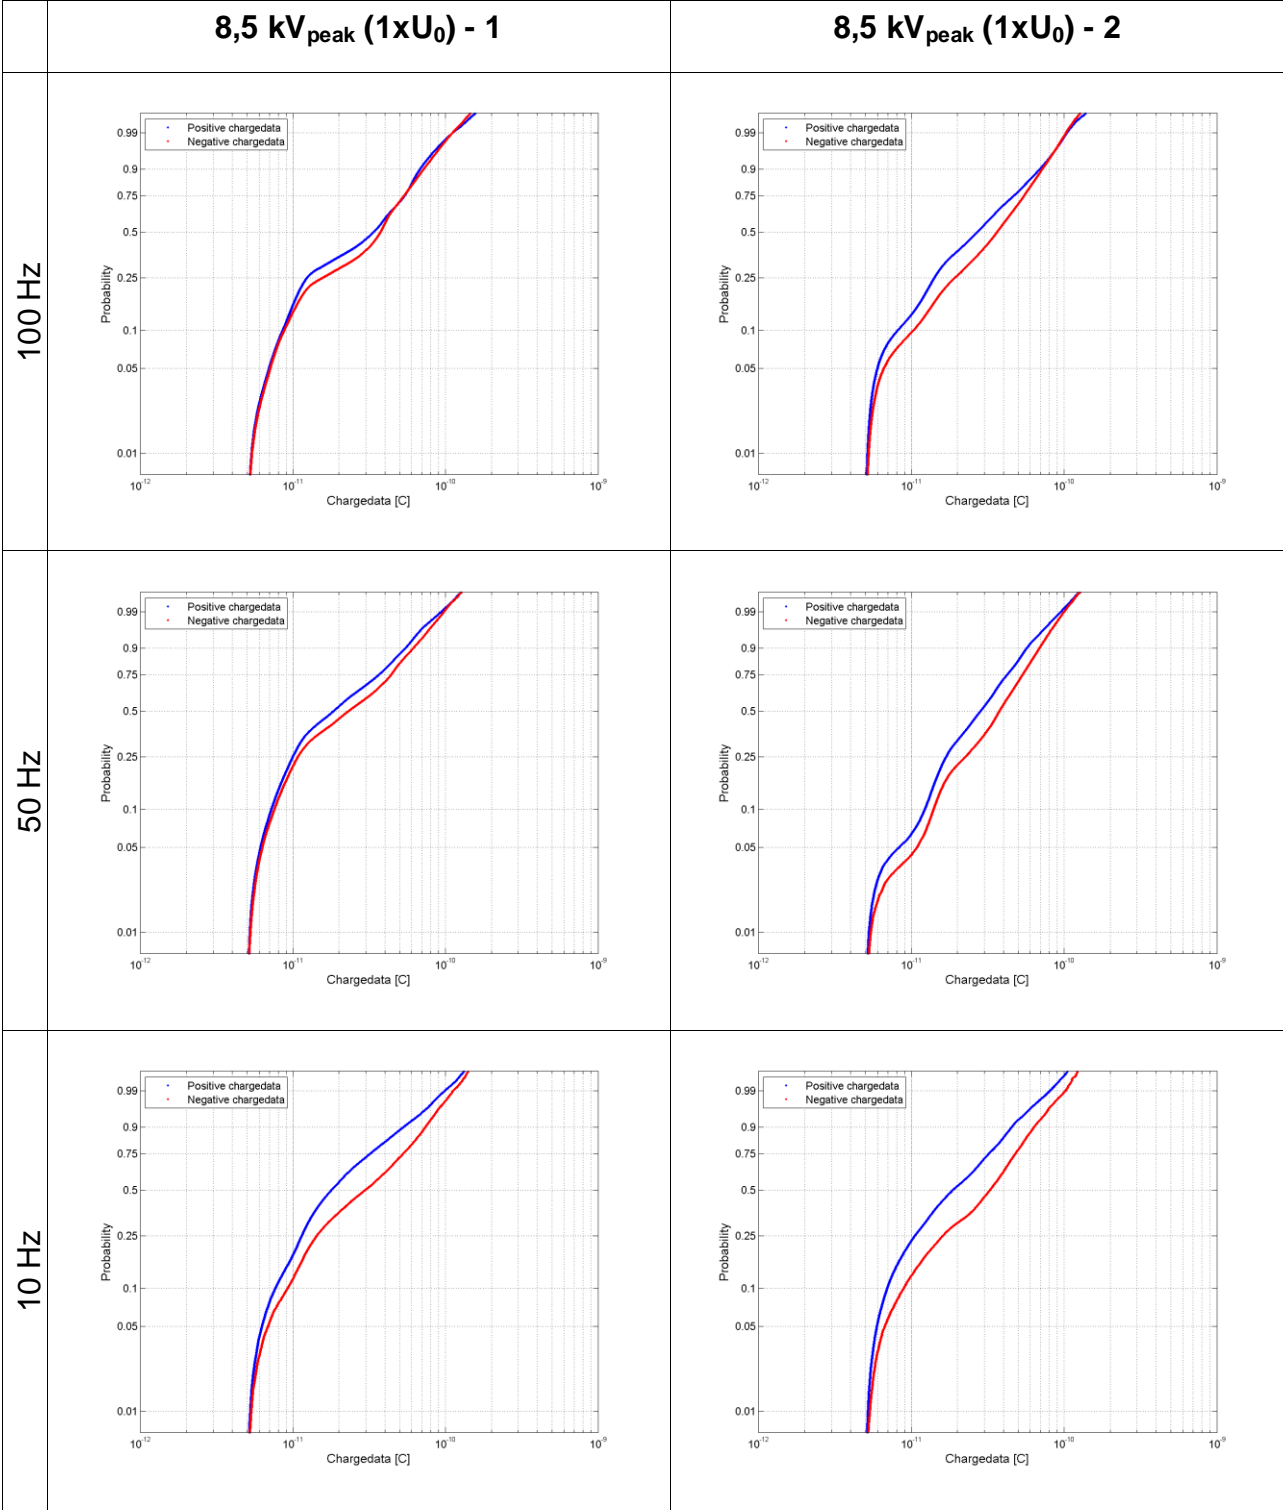 8,5 kVpeak (1xU0) - 1
8,5 kVpeak (1xU0) - 2
100 Hz
Positive chargedata
Negative chargedata
0.99
0.9
0.75
0.5
0.25
0.1
0.05
0.01
Probability
10-12
10-11
10-10
10-9
Chargedata [C]
Positive chargedata
Negative chargedata
0.99
0.9
0.75
0.5
0.25
0.1
0.05
0.01
Probability
10-12
10-11
10-10
10-9
Chargedata [C]
50 Hz
Positive chargedata
Negative chargedata
0.99
0.9
0.75
0.5
0.25
0.1
0.05
0.01
Probability
10-12
10-11
10-10
10-9
Chargedata [C]
Positive chargedata
Negative chargedata
0.99
0.9
0.75
0.5
0.25
0.1
0.05
0.01
Probability
10-12
10-11
10-10
10-9
Chargedata [C]
10 Hz
Positive chargedata
Negative chargedata
0.99
0.9
0.75
0.5
0.25
0.1
0.05
0.01
Probability
10-12
10-11
10-10
10-9
Chargedata [C]
Positive chargedata
Negative chargedata
0.99
0.9
0.75
0.5
0.25
0.1
0.05
0.01
Probability
10-12
10-11
10-10
10-9
Chargedata [C]